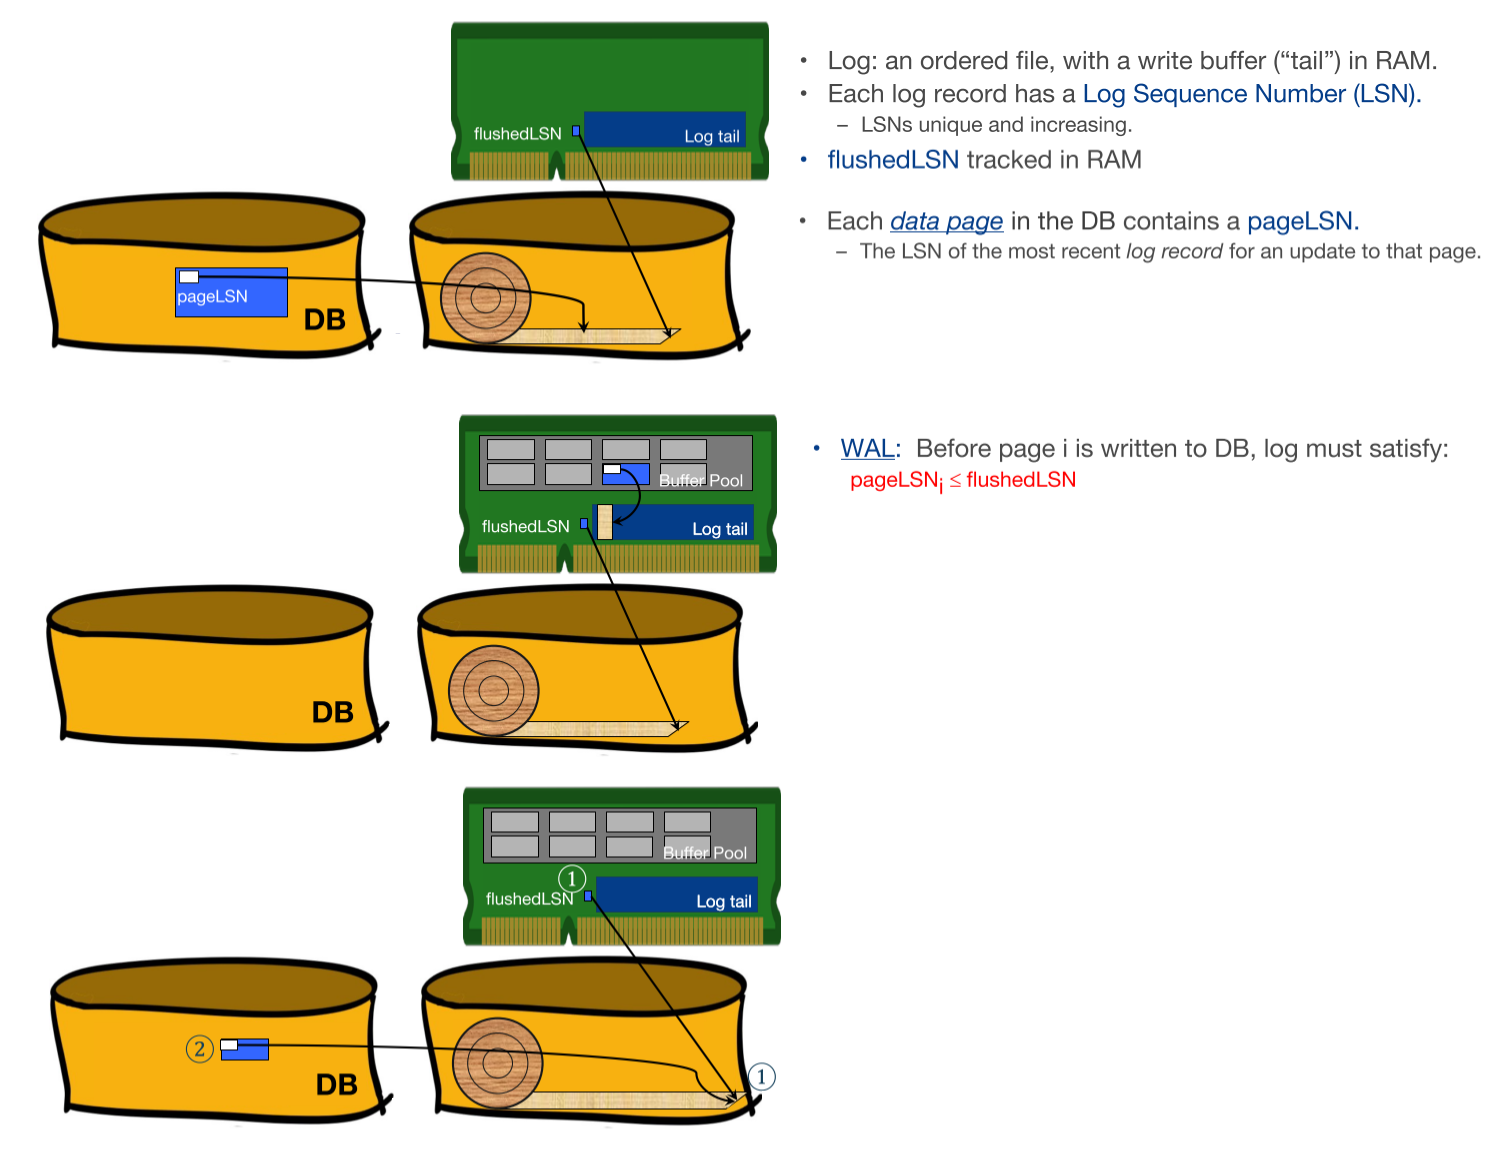 flushedLSN
Log tail
pageLSN
DB
• Log: an ordered file, with a write buffer (“tail”) in RAM.
• Each log record has a Log Sequence Number (LSN).
– LSNs unique and increasing.
• flushedLSN tracked in RAM
• Each data page in the DB contains a pageLSN.
– The LSN of the most recent log record for an update to that page.
Buffer Pool
flushedLSN
Log tail
DB
• WAL: Before page i is written to DB, log must satisfy:
pageLSNi ≤ flushedLSN
Buffer Pool
①
flushedLSN
Log tail
②
DB
①